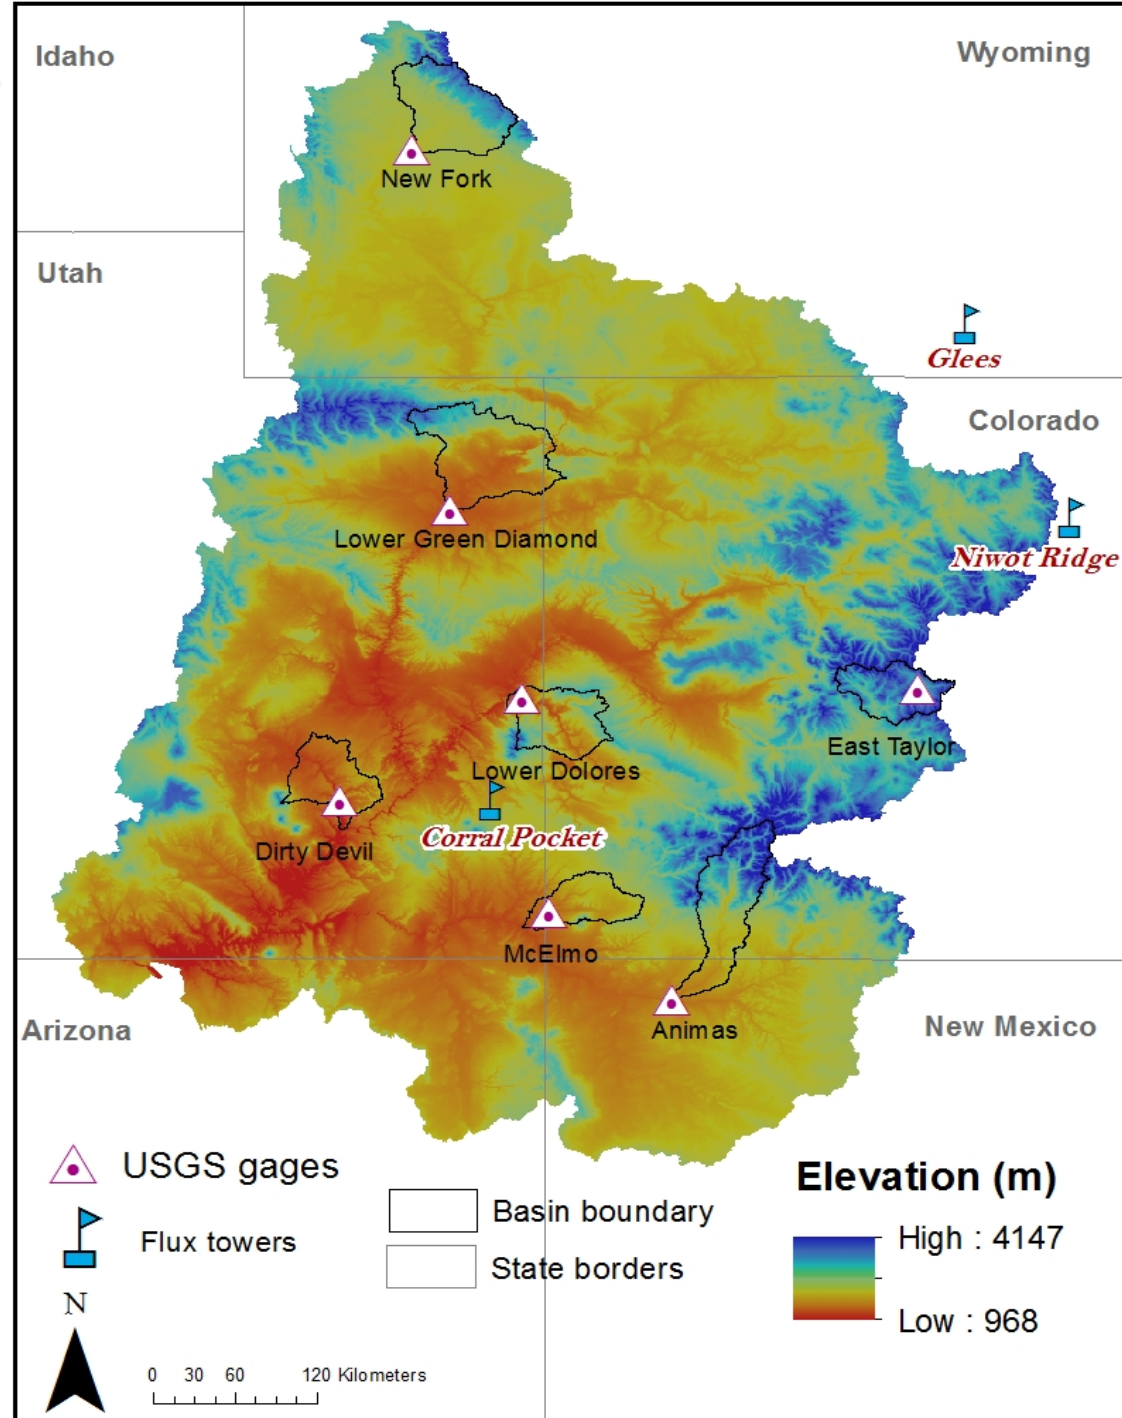 Idaho
Wyoming
New Fork
Utah
Glees
Colorado
Lower Green Diamond
Niwot Ridge
East Taylor
Lower Dolores
Corral Pocket
Dirty Devil
McElmo
Animas
Arizona
New Mexico
USGS gages
Flux towers
Basin boundary
State borders
Elevation (m)
High : 4147
Low : 968
N
0 30 60 120 Kilometers